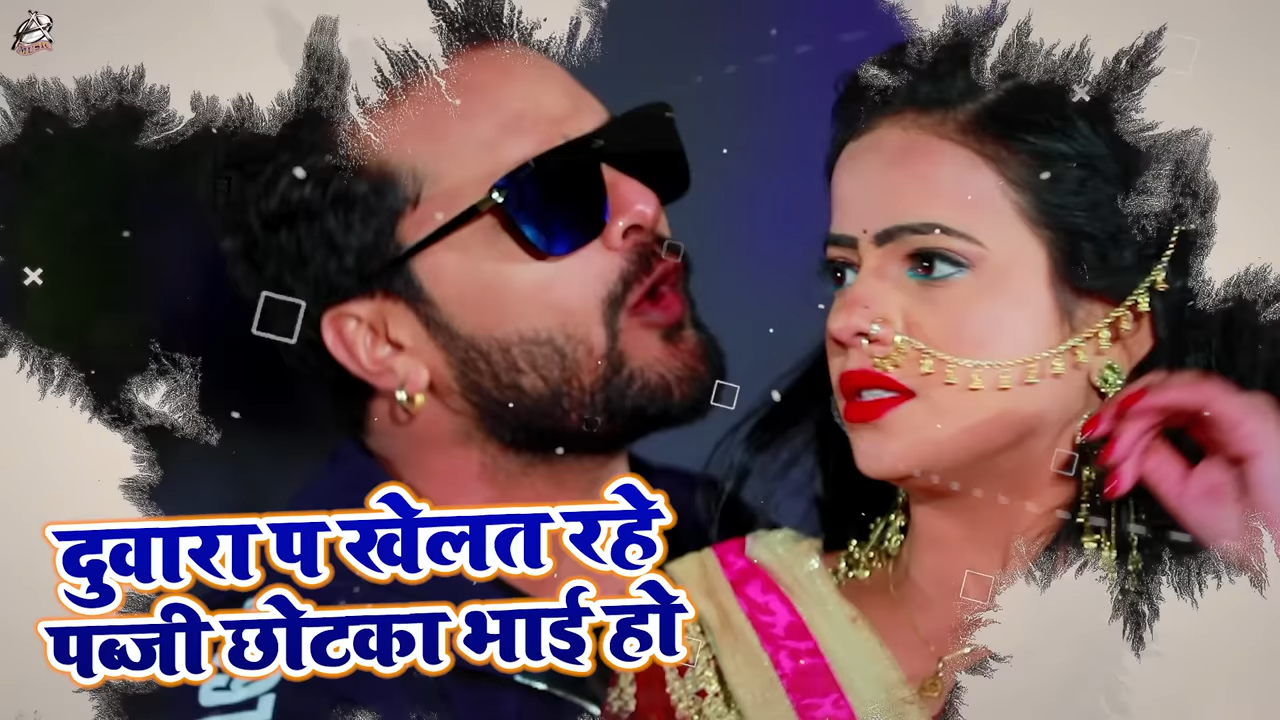 दुवारा प खेलत रहे
पब्जी छोटका भाई हो